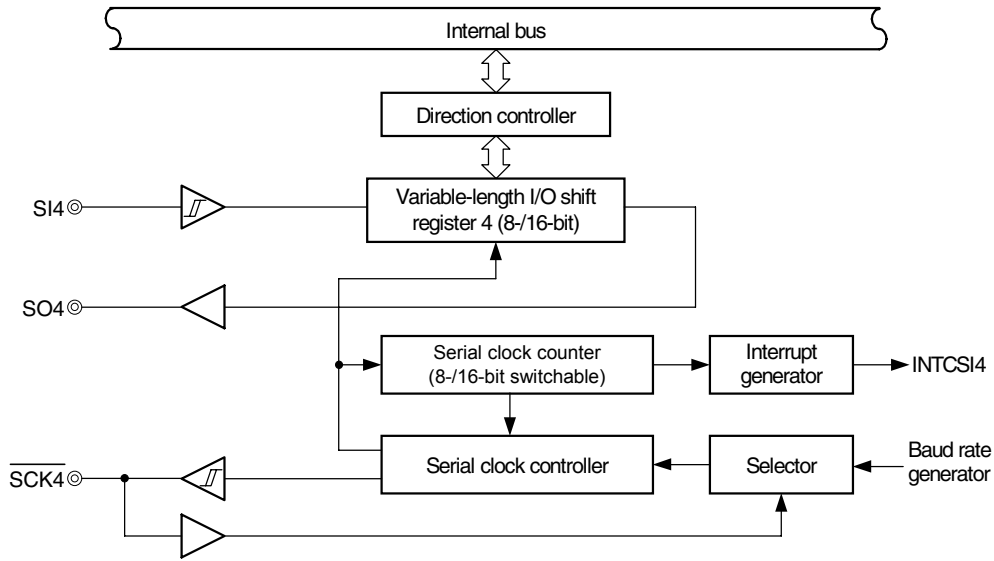 Internal bus
Direction controller
Variable-length I/O shift
register 4 (8-/16-bit)
SI4
SO4
Serial clock counter
(8-/16-bit switchable)
Interrupt
generator
INTCSI4
SCK4
Serial clock controller
Selector
Baud rate
generator